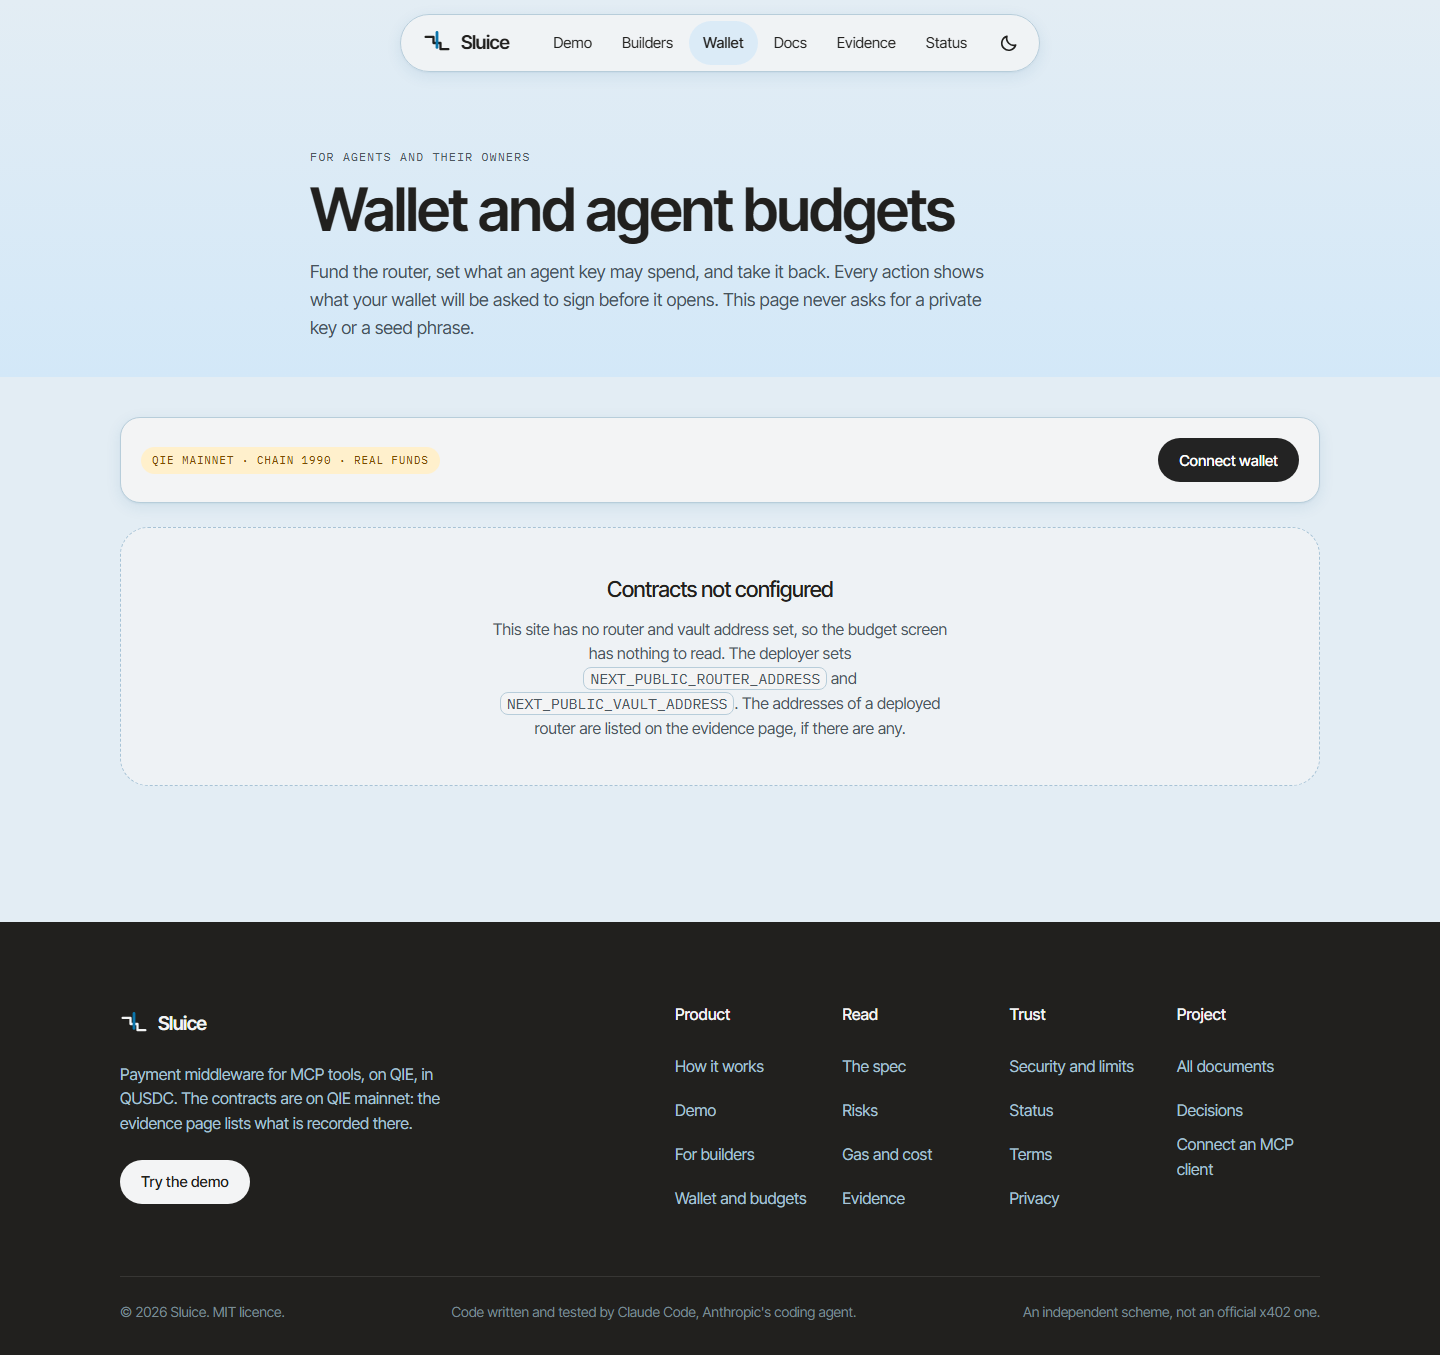 Sluice
Demo
Builders
Wallet
Docs
Evidence
Status
FOR AGENTS AND THEIR OWNERS
Wallet and agent budgets
Fund the router, set what an agent key may spend, and take it back. Every action shows
what your wallet will be asked to sign before it opens. This page never asks for a private
key or a seed phrase.
QIE MAINNET · CHAIN 1990 · REAL FUNDS
Connect wallet
Contracts not configured
This site has no router and vault address set, so the budget screen
has nothing to read. The deployer sets
NEXT_PUBLIC_ROUTER_ADDRESS and
NEXT_PUBLIC_VAULT_ADDRESS. The addresses of a deployed
router are listed on the evidence page, if there are any.
Sluice
Payment middleware for MCP tools, on QIE, in
QUSDC. The contracts are on QIE mainnet: the
evidence page lists what is recorded there.
Try the demo
Product
How it works
Demo
For builders
Wallet and budgets
Read
The spec
Risks
Gas and cost
Evidence
Trust
Security and limits
Status
Terms
Privacy
Project
All documents
Decisions
Connect an MCP
client
© 2026 Sluice. MIT licence.
Code written and tested by Claude Code, Anthropic's coding agent.
An independent scheme, not an official x402 one.